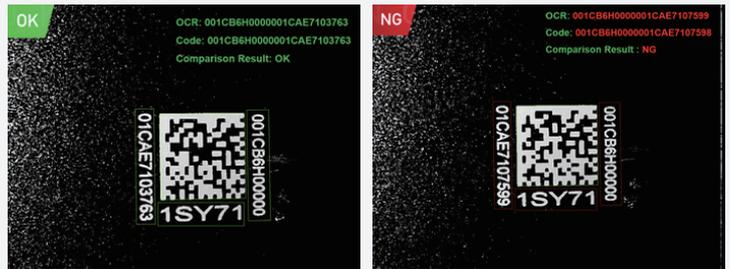 OK
OCR: 001CB6H0000001CAE7103763
Code: 001CB6H0000001CAE7103763
Comparison Result: OK
01CAE7103763
001CB6H00000
1SY71
NG
OCR: 001CB6H0000001CAE7107599
Code: 001CB6H0000001CAE7107598
Comparison Result : NG
01CAE7107599
001CB6H00000
1SY71